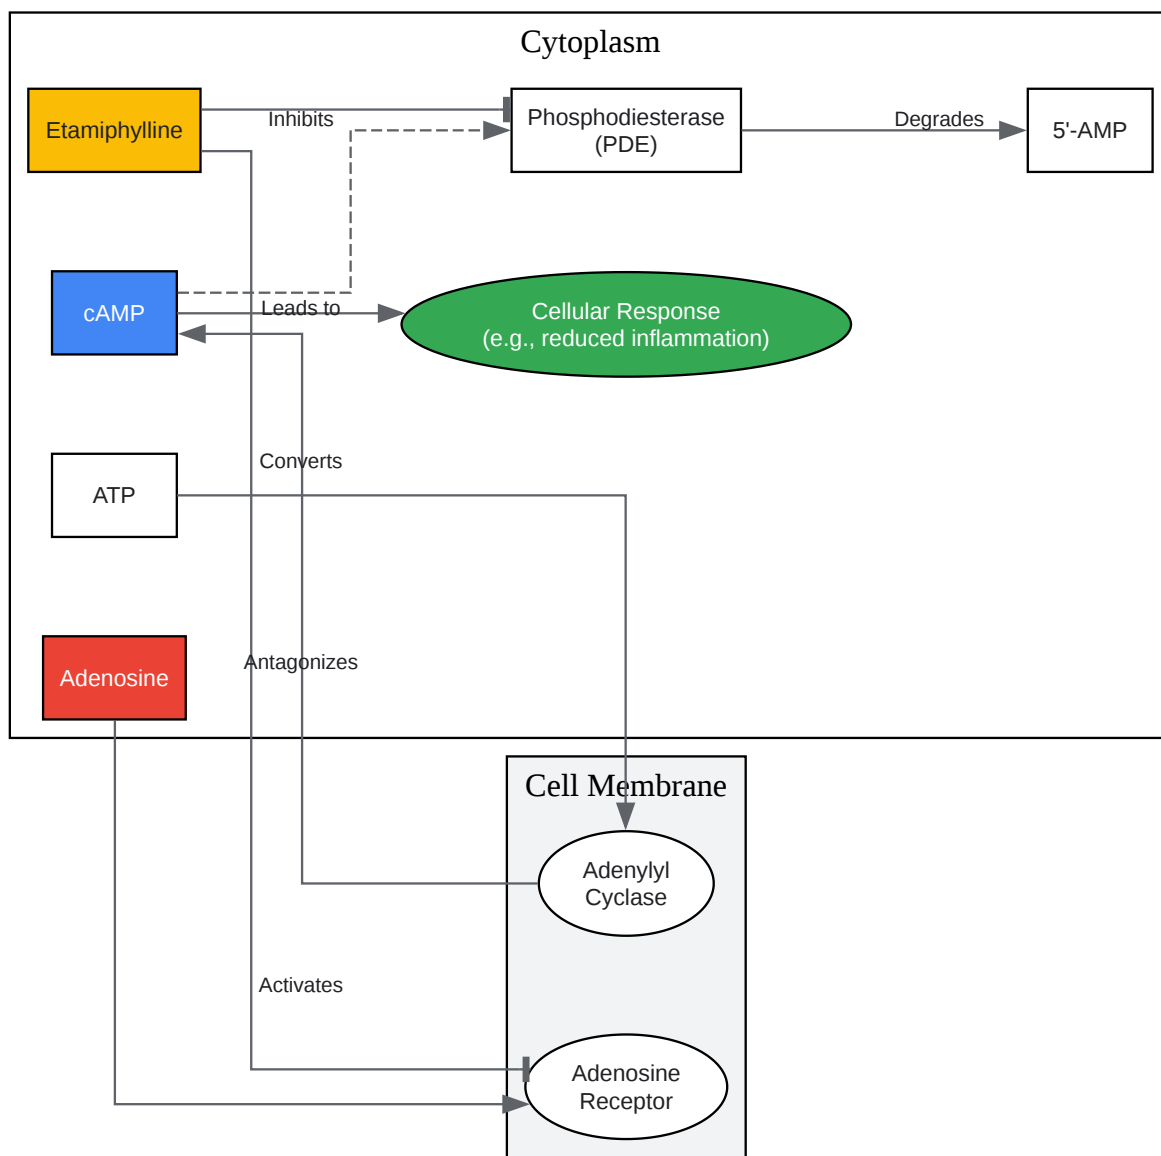 Cytoplasm
Etamiphylline
Inhibits
Phosphodiesterase
(PDE)
Degrades
5'-AMP
cAMP
Leads to
Cellular Response
(e.g., reduced inflammation)
Converts
ATP
Adenosine
Antagonizes
Cell Membrane
Adenylyl
Cyclase
Activates
Adenosine
Receptor